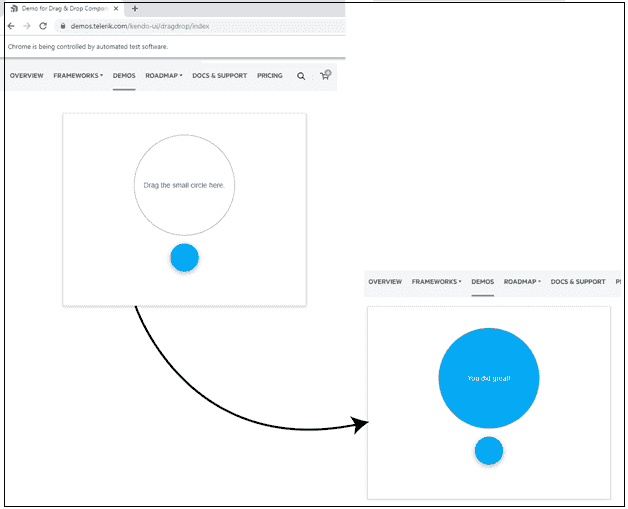 Demo for Drag & Drop Compon
demos.telerik.com/kendo-ui/dragdrop/index
Chrome is being controlled by automated test software.
OVERVIEW FRAMEWORKS DEMOS ROADMAP DOCS & SUPPORT PRICING 0
Drag the small circle here.
OVERVIEW FRAMEWORKS DEMOS ROADMAP DOCS & SUPPORT
You did great!